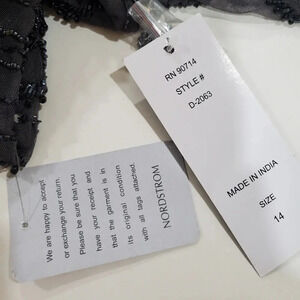 RN 90714
STYLE #
D-2063
MADE IN INDIA
SIZE
14
We are happy to accept
or exchange your return.
Please be sure that you
have your receipt and
that the garment is in
its original condition
with all tags attached.
NORDSTROM